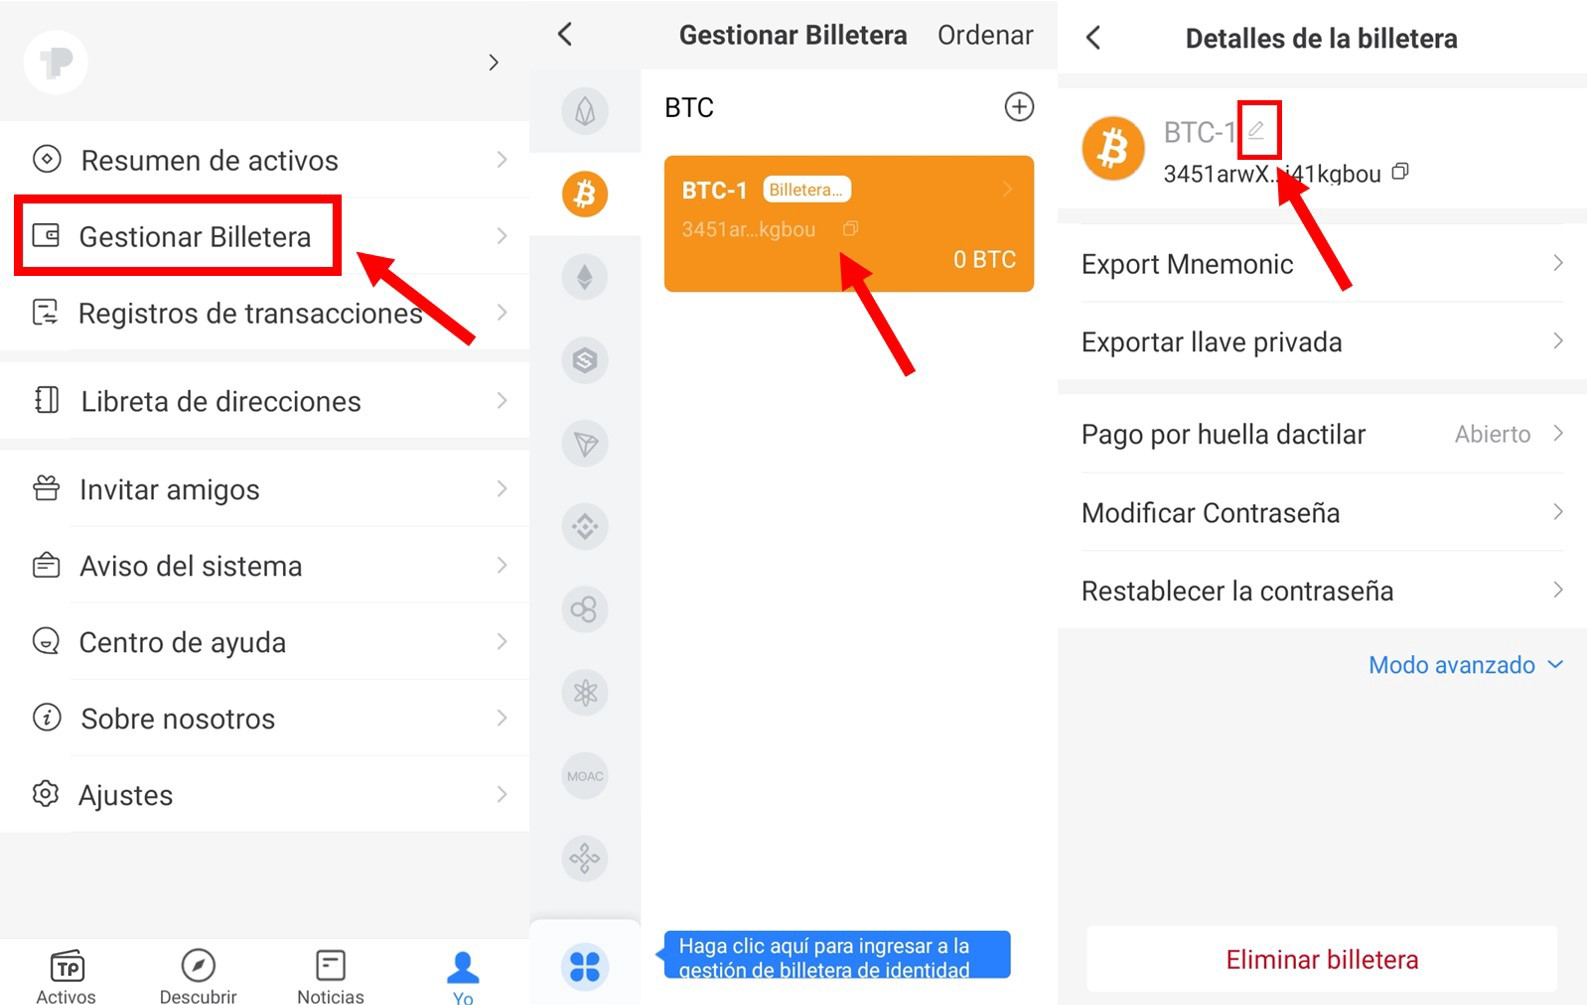 Resumen de activos
Gestionar Billetera
Registros de transacciones
Libreta de direcciones
Invitar amigos
Aviso del sistema
Centro de ayuda
Sobre nosotros
Ajustes
TP
Activos
Descubrir
Noticias
Yo
Gestionar Billetera
Ordenar
BTC
BTC-1
Billetera...
3451ar...kgbou
0 BTC
MOAC
Haga clic aquí para ingresar a la
gestión de billetera de identidad
Detalles de la billetera
BTC-1
3451arwX...i41kgbou
Export Mnemonic
Exportar llave privada
Pago por huella dactilar
Abierto
Modificar Contraseña
Restablecer la contraseña
Modo avanzado
Eliminar billetera